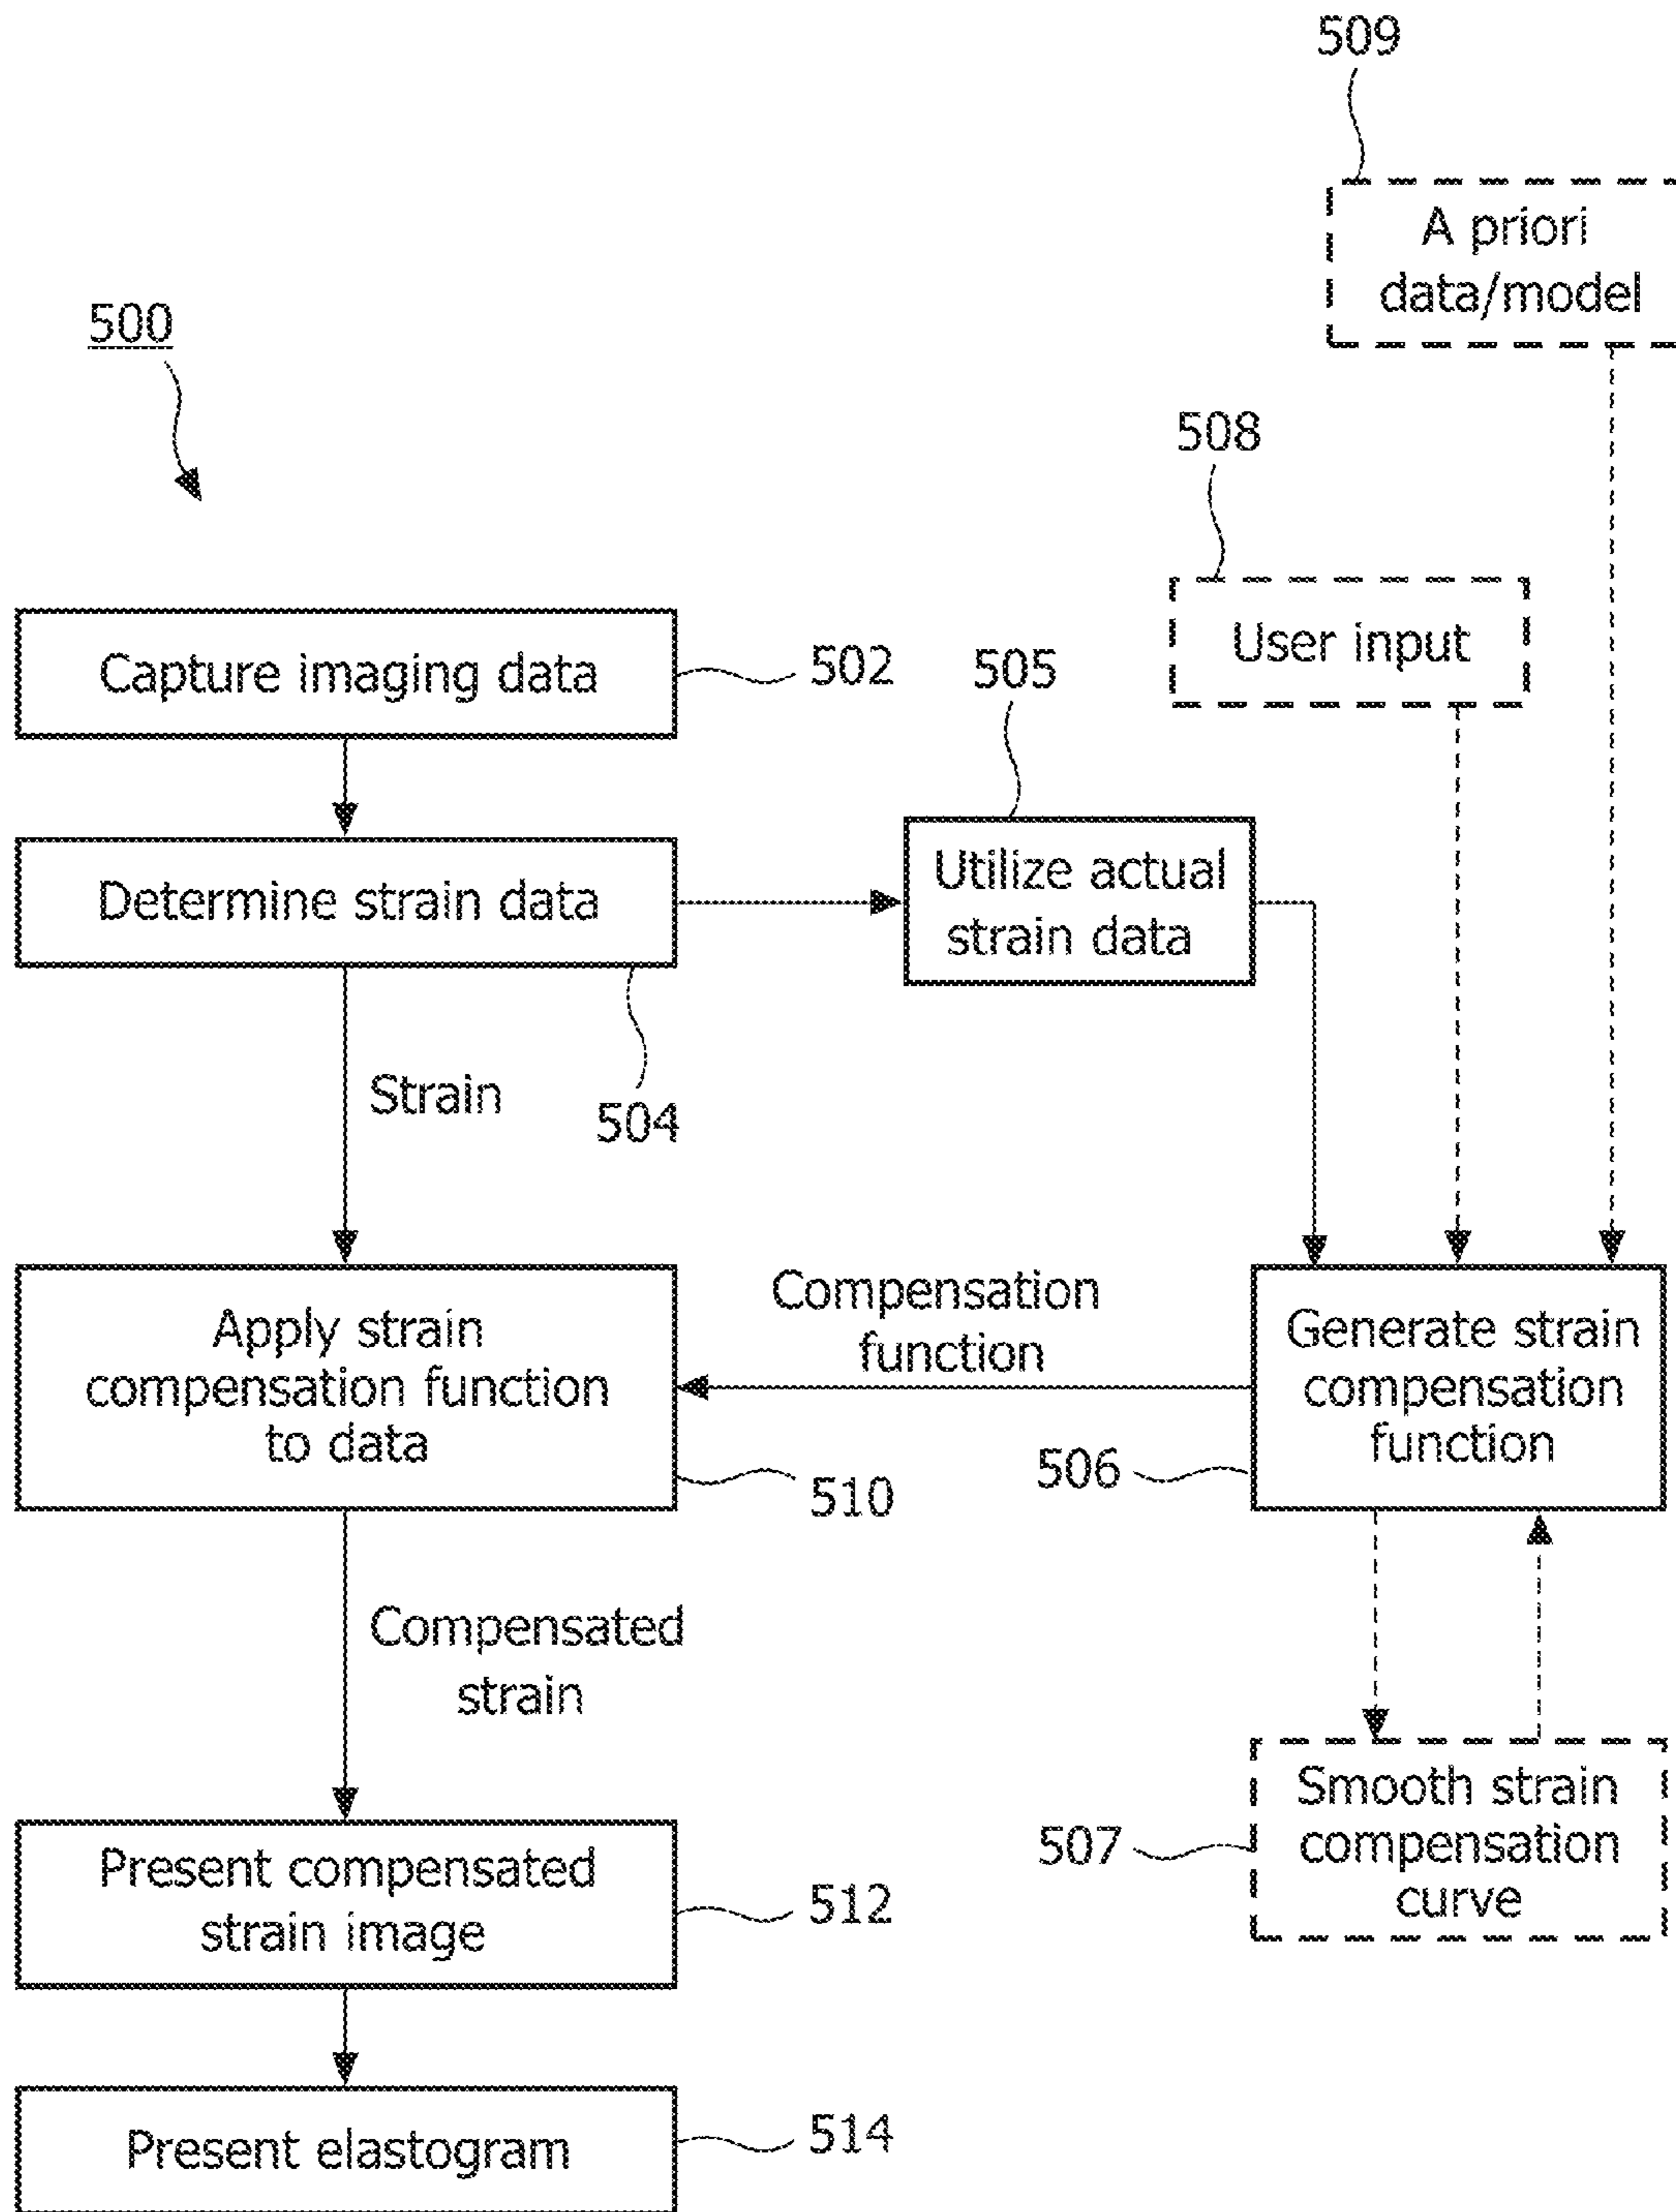 509
A priori
data/model
500
508
User input
Capture imaging data
502
505
Determine strain data
Utilize actual
strain data
Strain
504
Apply strain
compensation function
to data
Compensation
function
Generate strain
compensation
function
506
510
Compensated
strain
Smooth strain
compensation
curve
507
Present compensated
strain image
512
Present elastogram
514